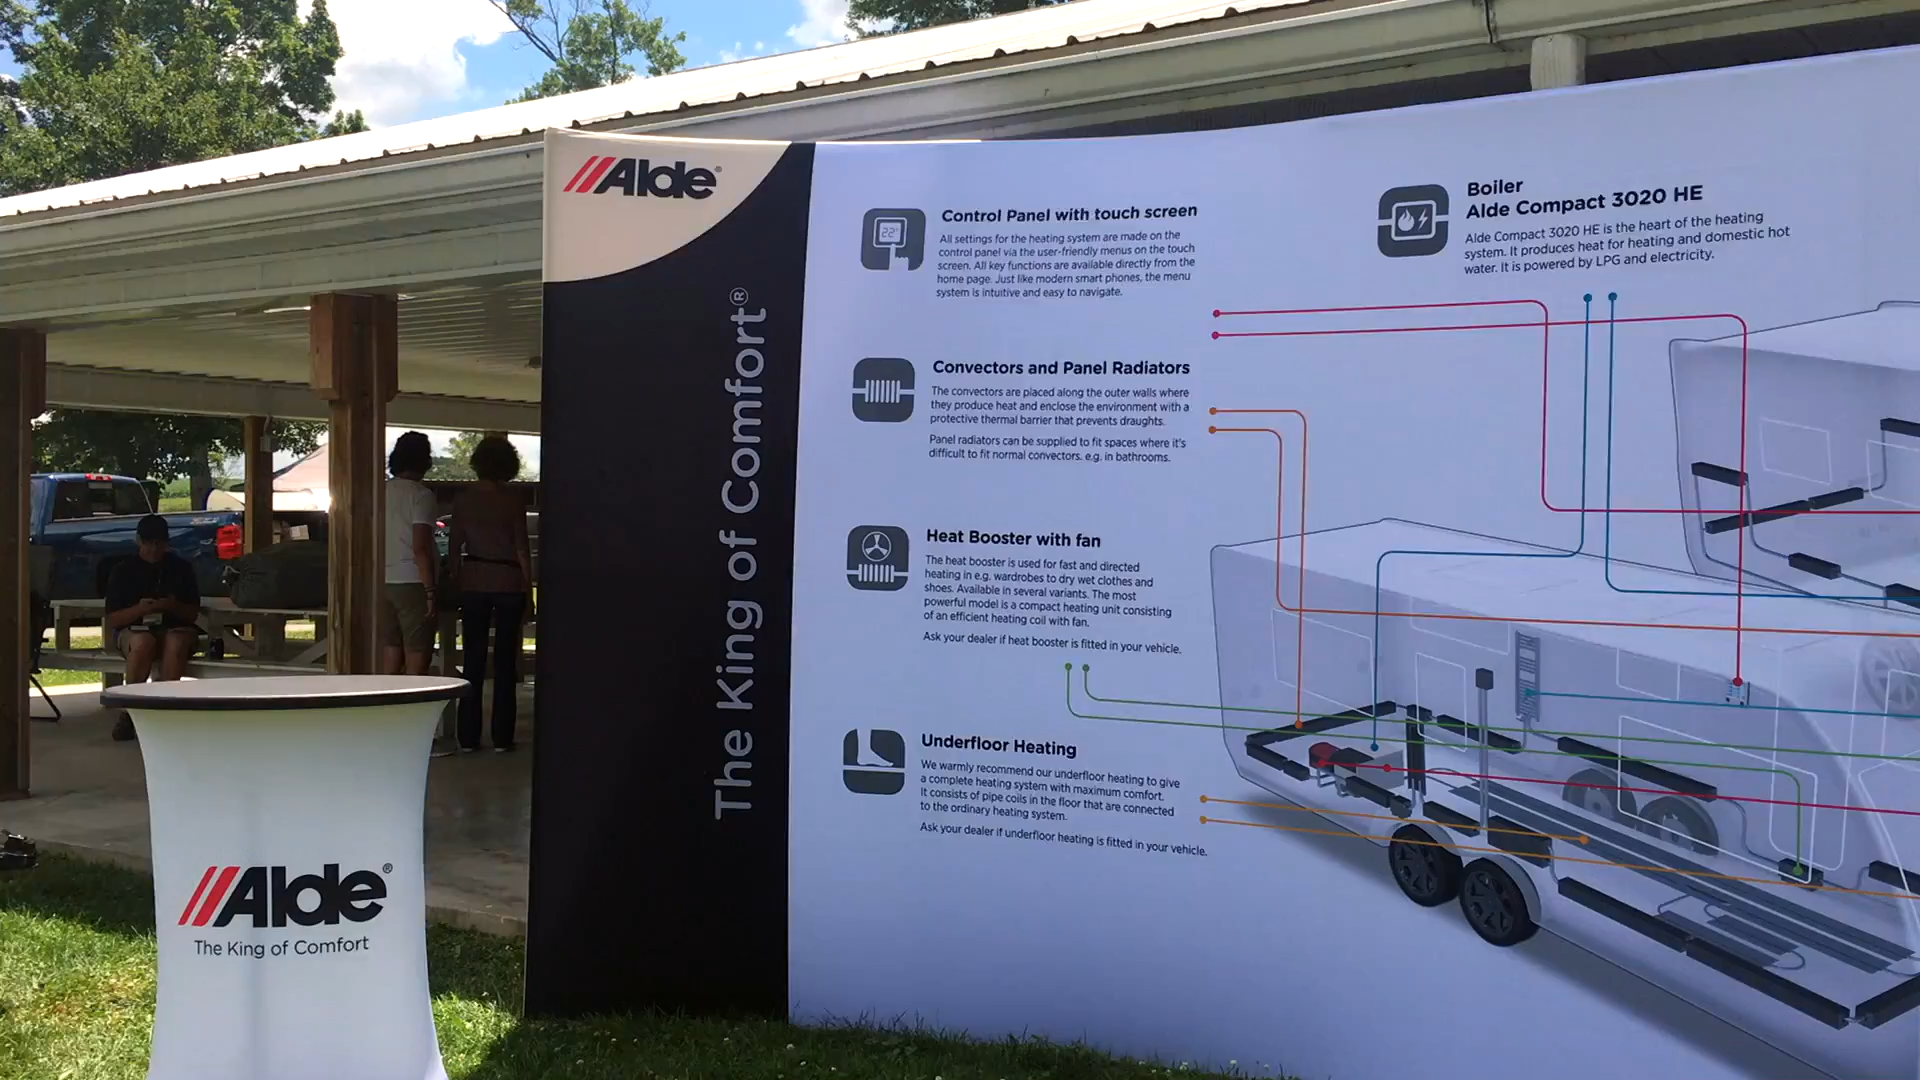 Alde®
The King of Comfort®
Control Panel with touch screen
All settings for the heating system are made on the
control panel via the user-friendly menus on the touch
screen. All key functions are available directly from the
home page. Just like modern smart phones, the menu
system is intuitive and easy to navigate.
22°
Convectors and Panel Radiators
The convectors are placed along the outer walls where
they produce heat and enclose the environment with a
protective thermal barrier that prevents draughts.
Panel radiators can be supplied to fit spaces where it's
difficult to fit normal convectors. e.g. in bathrooms.
Heat Booster with fan
The heat booster is used for fast and directed
heating in e.g. wardrobes to dry wet clothes and
shoes. Available in several variants. The most
powerful model is a compact heating unit consisting
of an efficient heating coil with fan.
Ask your dealer if heat booster is fitted in your vehicle.
Underfloor Heating
We warmly recommend our underfloor heating to give
a complete heating system with maximum comfort.
It consists of pipe coils in the floor that are connected
to the ordinary heating system.
Ask your dealer if underfloor heating is fitted in your vehicle.
Boiler
Alde Compact 3020 HE
Alde Compact 3020 HE is the heart of the heating
system. It produces heat for heating and domestic hot
water. It is powered by LPG and electricity.
Alde®
The King of Comfort